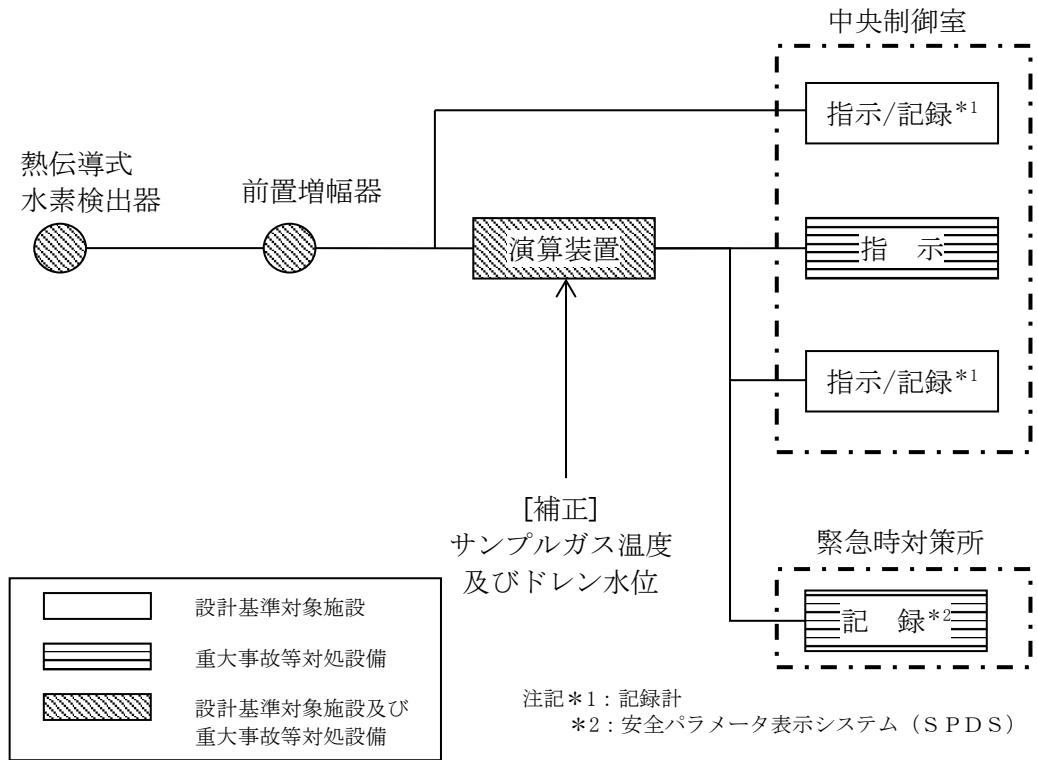 中央制御室
指示/記録*1
熱伝導式
水素検出器
前置増幅器
演算装置
指　示
指示/記録*1
[補正]
サンプルガス温度
及びドレン水位
緊急時対策所
記　録*2
設計基準対象施設
重大事故等対処設備
設計基準対象施設及び
重大事故等対処設備
注記*1：記録計
*2：安全パラメータ表示システム（ＳＰＤＳ）